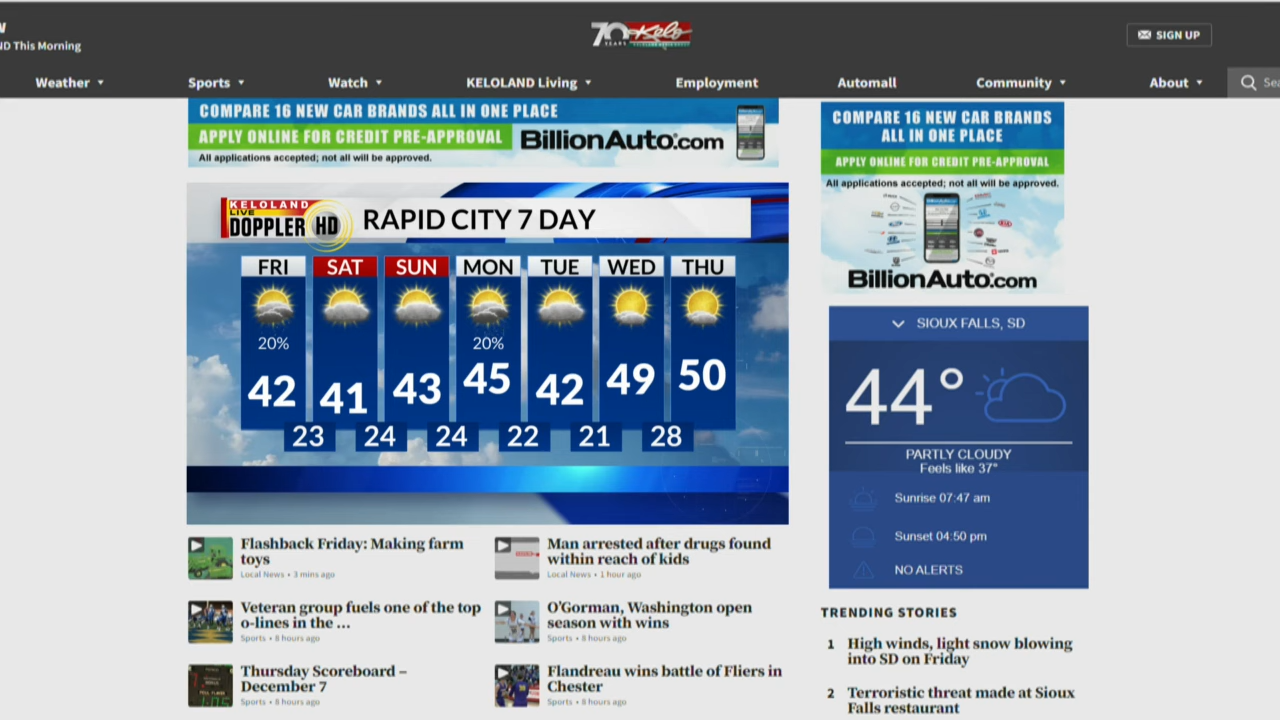 W
ND This Morning
70 YEARS Kelo
SIGN UP
Weather
Sports
Watch
KELOLAND Living
Employment
Automall
Community
About
Sea
COMPARE 16 NEW CAR BRANDS ALL IN ONE PLACE
APPLY ONLINE FOR CREDIT PRE-APPROVAL
BillionAuto.com
All applications accepted; not all will be approved.
COMPARE 16 NEW CAR BRANDS
ALL IN ONE PLACE
APPLY ONLINE FOR CREDIT PRE-APPROVAL
All applications accepted; not all will be approved.
BillionAuto.com
KELOLAND
LIVE
DOPPLER HD
RAPID CITY 7 DAY
FRI SAT SUN MON TUE WED THU
20% 20%
42 41 43 45 42 49 50
23 24 24 22 21 28
SIOUX FALLS, SD
44°
PARTLY CLOUDY
Feels like 37°
Sunrise 07:47 am
Sunset 04:50 pm
NO ALERTS
Flashback Friday: Making farm
toys
Local News • 3 mins ago
Man arrested after drugs found
within reach of kids
Local News • 1 hour ago
Veteran group fuels one of the top
o-lines in the ...
Sports • 8 hours ago
O'Gorman, Washington open
season with wins
Sports • 8 hours ago
Thursday Scoreboard –
December 7
Sports • 8 hours ago
Flandreau wins battle of Fliers in
Chester
Sports • 8 hours ago
TRENDING STORIES
1 High winds, light snow blowing
into SD on Friday
2 Terroristic threat made at Sioux
Falls restaurant